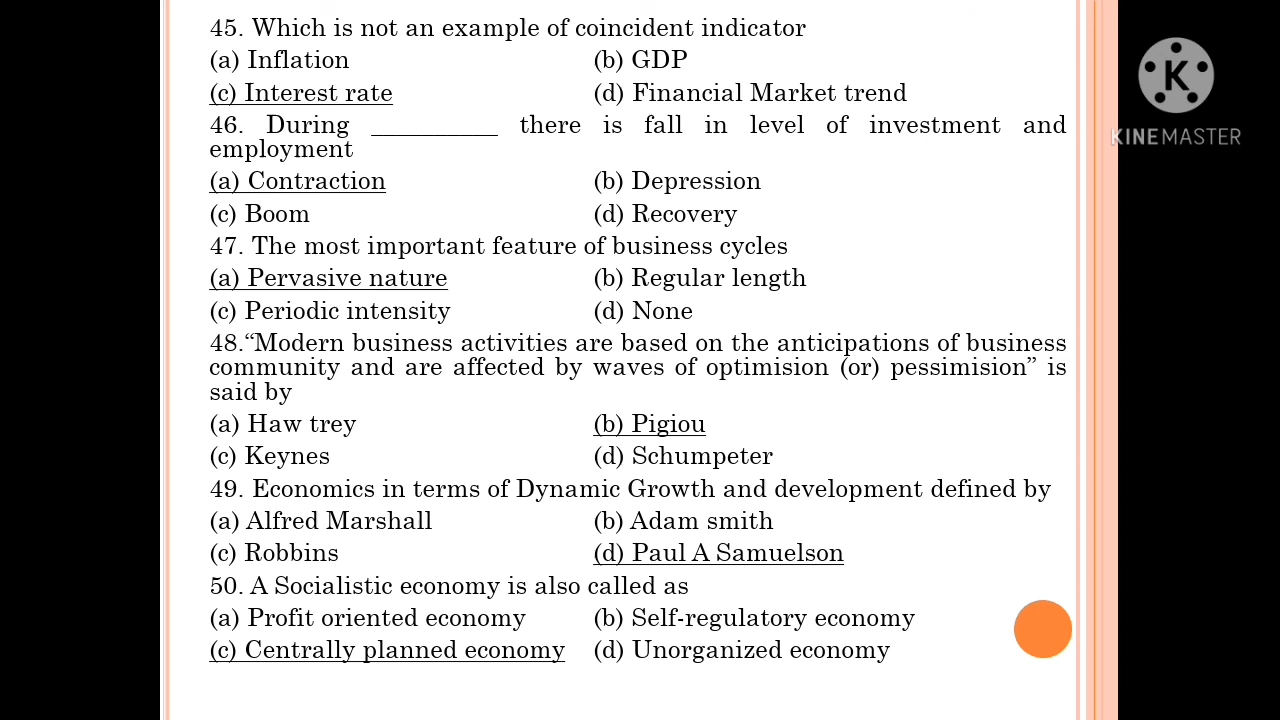 45. Which is not an example of coincident indicator
(a) Inflation (b) GDP
(c) Interest rate (d) Financial Market trend
46. During _________ there is fall in level of investment and
employment
(a) Contraction (b) Depression
(c) Boom (d) Recovery
47. The most important feature of business cycles
(a) Pervasive nature (b) Regular length
(c) Periodic intensity (d) None
48.“Modern business activities are based on the anticipations of business
community and are affected by waves of optimision (or) pessimision” is
said by
(a) Haw trey (b) Pigiou
(c) Keynes (d) Schumpeter
49. Economics in terms of Dynamic Growth and development defined by
(a) Alfred Marshall (b) Adam smith
(c) Robbins (d) Paul A Samuelson
50. A Socialistic economy is also called as
(a) Profit oriented economy (b) Self-regulatory economy
(c) Centrally planned economy (d) Unorganized economy
K
KINEMASTER